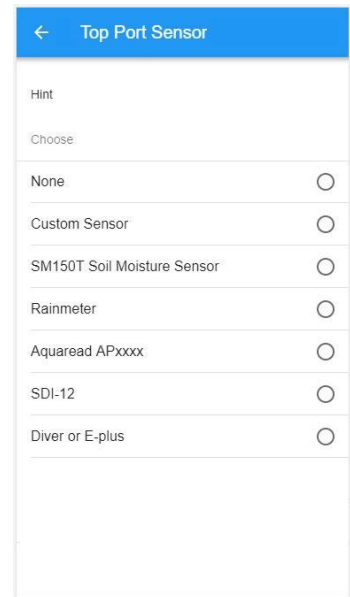 Top Port Sensor
Hint
Choose
None
Custom Sensor
SM150T Soil Moisture Sensor
Rainmeter
Aquaread APxxxx
SDI-12
Diver or E-plus